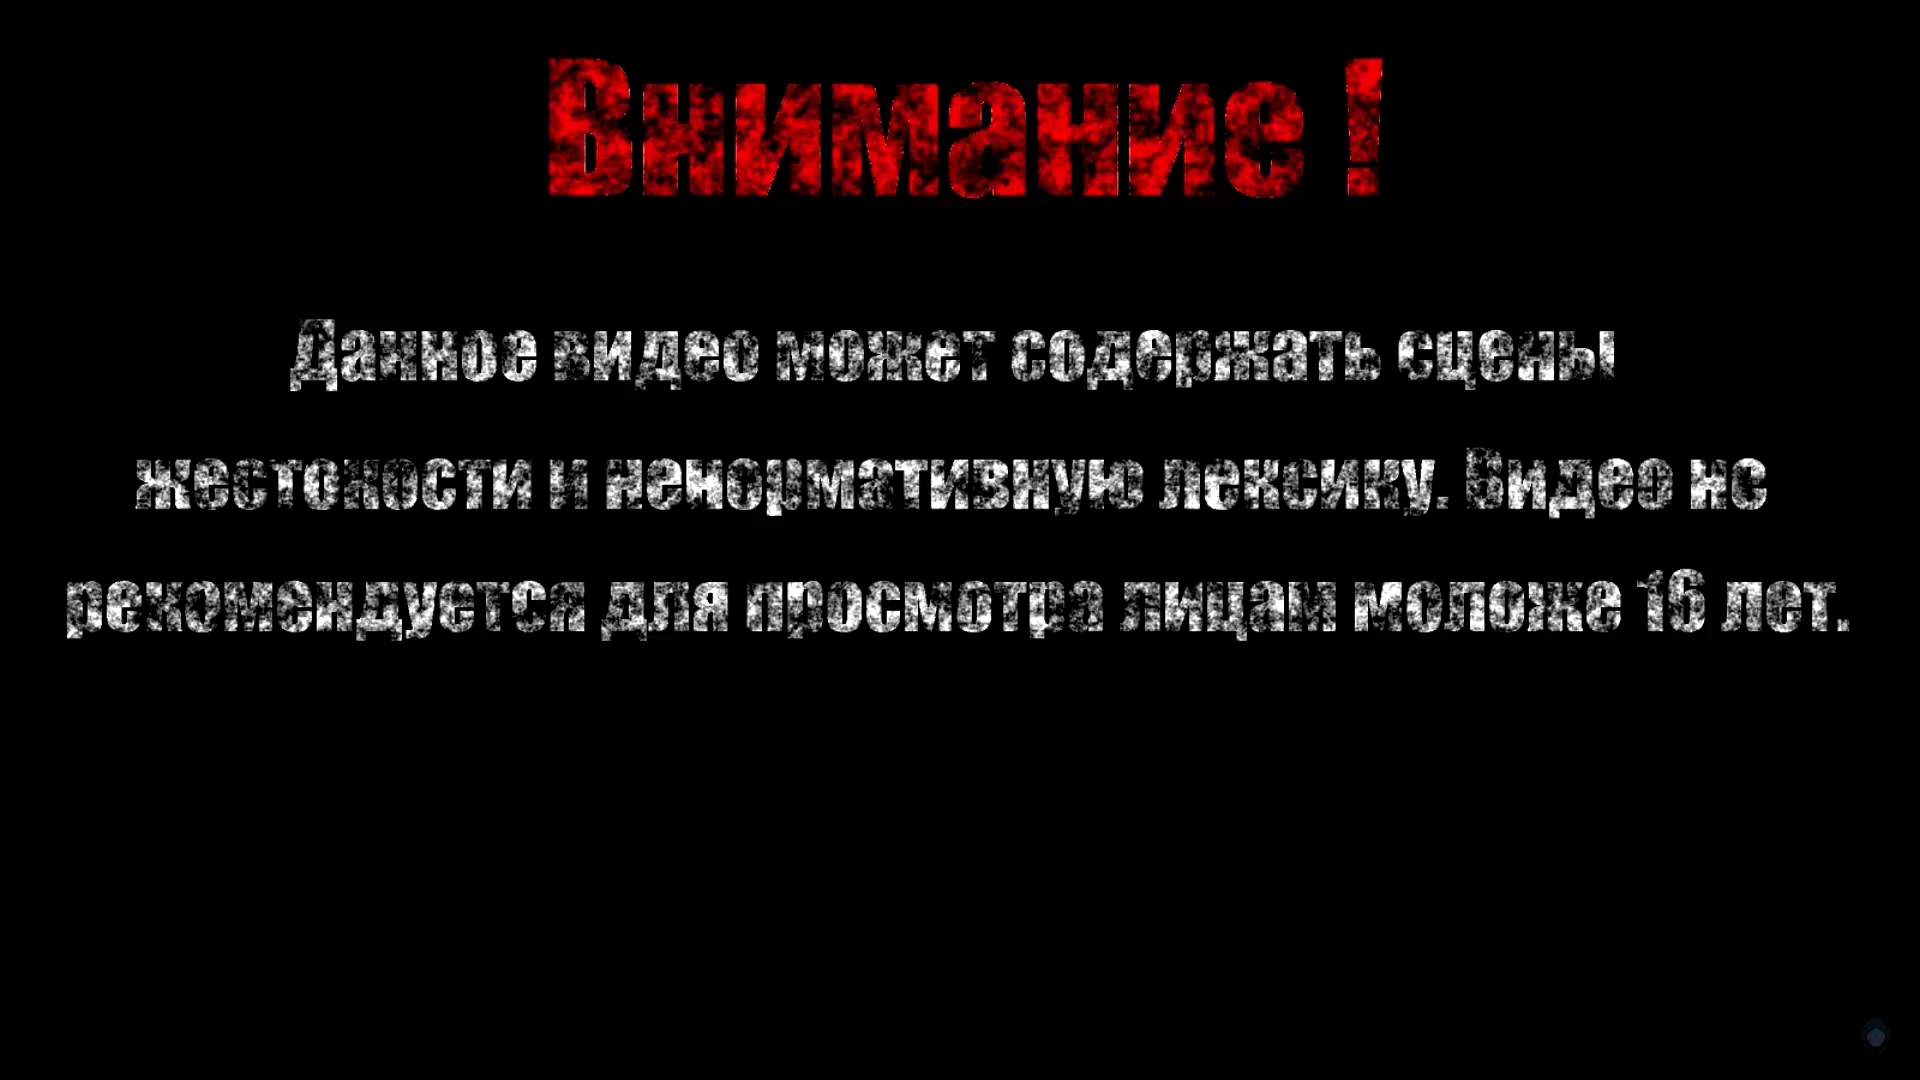 Внимание !
Данное видео может содержать сцены
жестокости и ненормативную лексику. Видео не
рекомендуется для просмотра лицам моложе 16 лет.